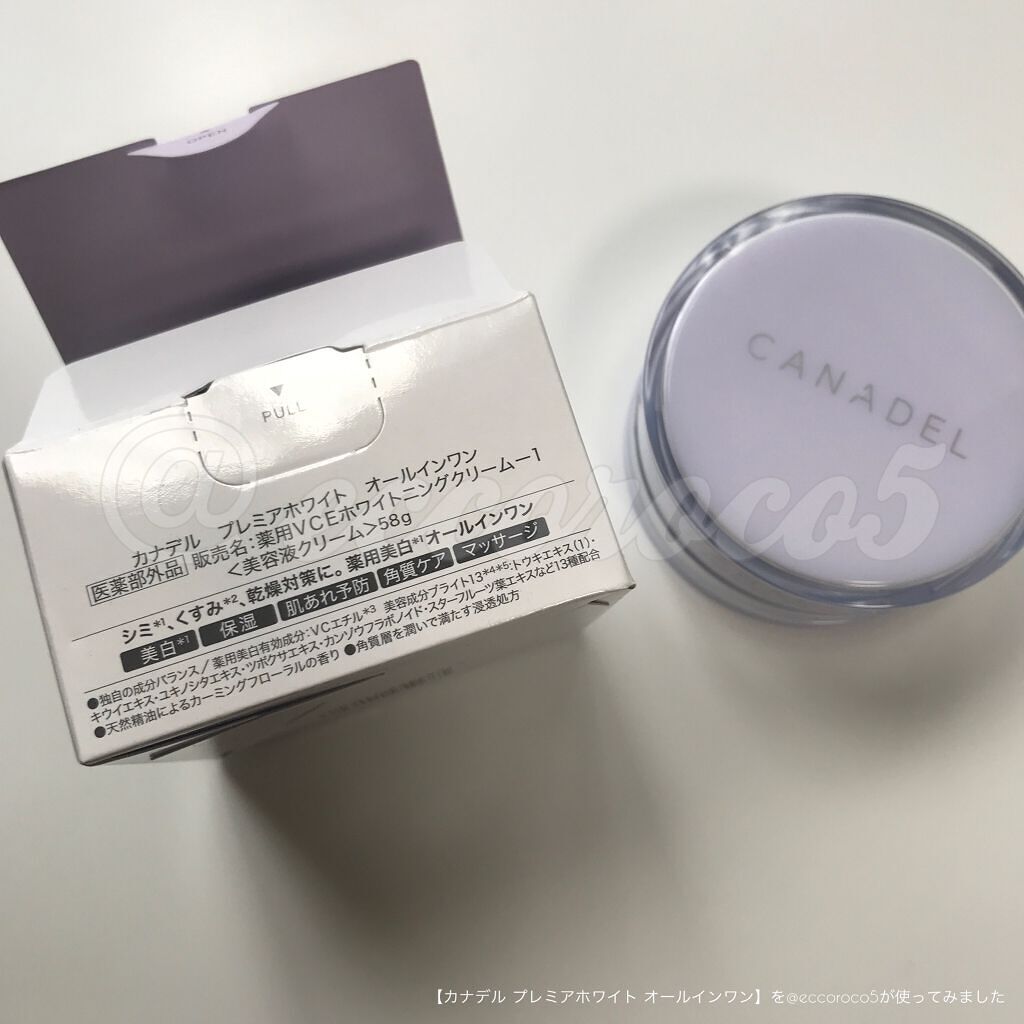 OPEN
PULL
カナデル プレミアホワイト オールインワン
医薬部外品 販売名:薬用VCEホワイトニングクリームー1
<美容液クリーム>58g
シミ*1、くすみ*2、乾燥対策に。薬用美白*1オールインワン
美白*1 保湿 肌あれ予防 角質ケア マッサージ
●独自の成分バランス/薬用美白有効成分:VCエチル*3 美容成分ブライト13*4*5:トウキエキス(1)・
キウイエキス・ユキノシタエキス・ツボクサエキス・カンゾウフラボノイド・スターフルーツ葉エキスなど13種配合
●天然精油によるカーミングフローラルの香り ●角質層を潤いで満たす浸透処方
CANADEL
@eccoroco5
【カナデル プレミアホワイト オールインワン】を@eccoroco5が使ってみました